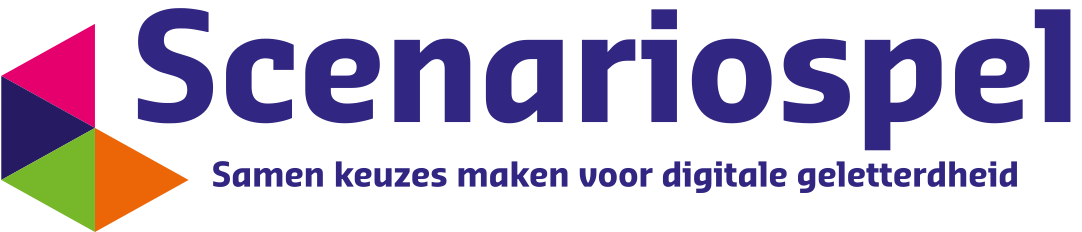 Scenariospel
Samen keuzes maken voor digitale geletterdheid